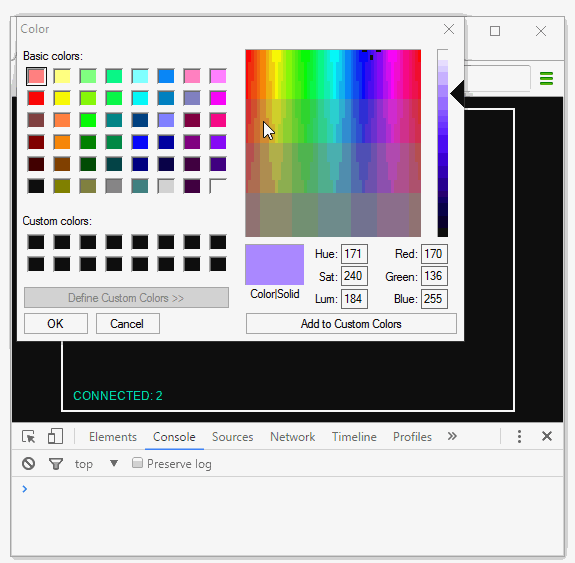 Color
Basic colors:
Custom colors:
Define Custom Colors >>
OK
Cancel
Color|Solid
Hue: 171
Sat: 240
Lum: 184
Red: 170
Green: 136
Blue: 255
Add to Custom Colors
CONNECTED: 2
Elements Console Sources Network Timeline Profiles »
top ▼ Preserve log
›